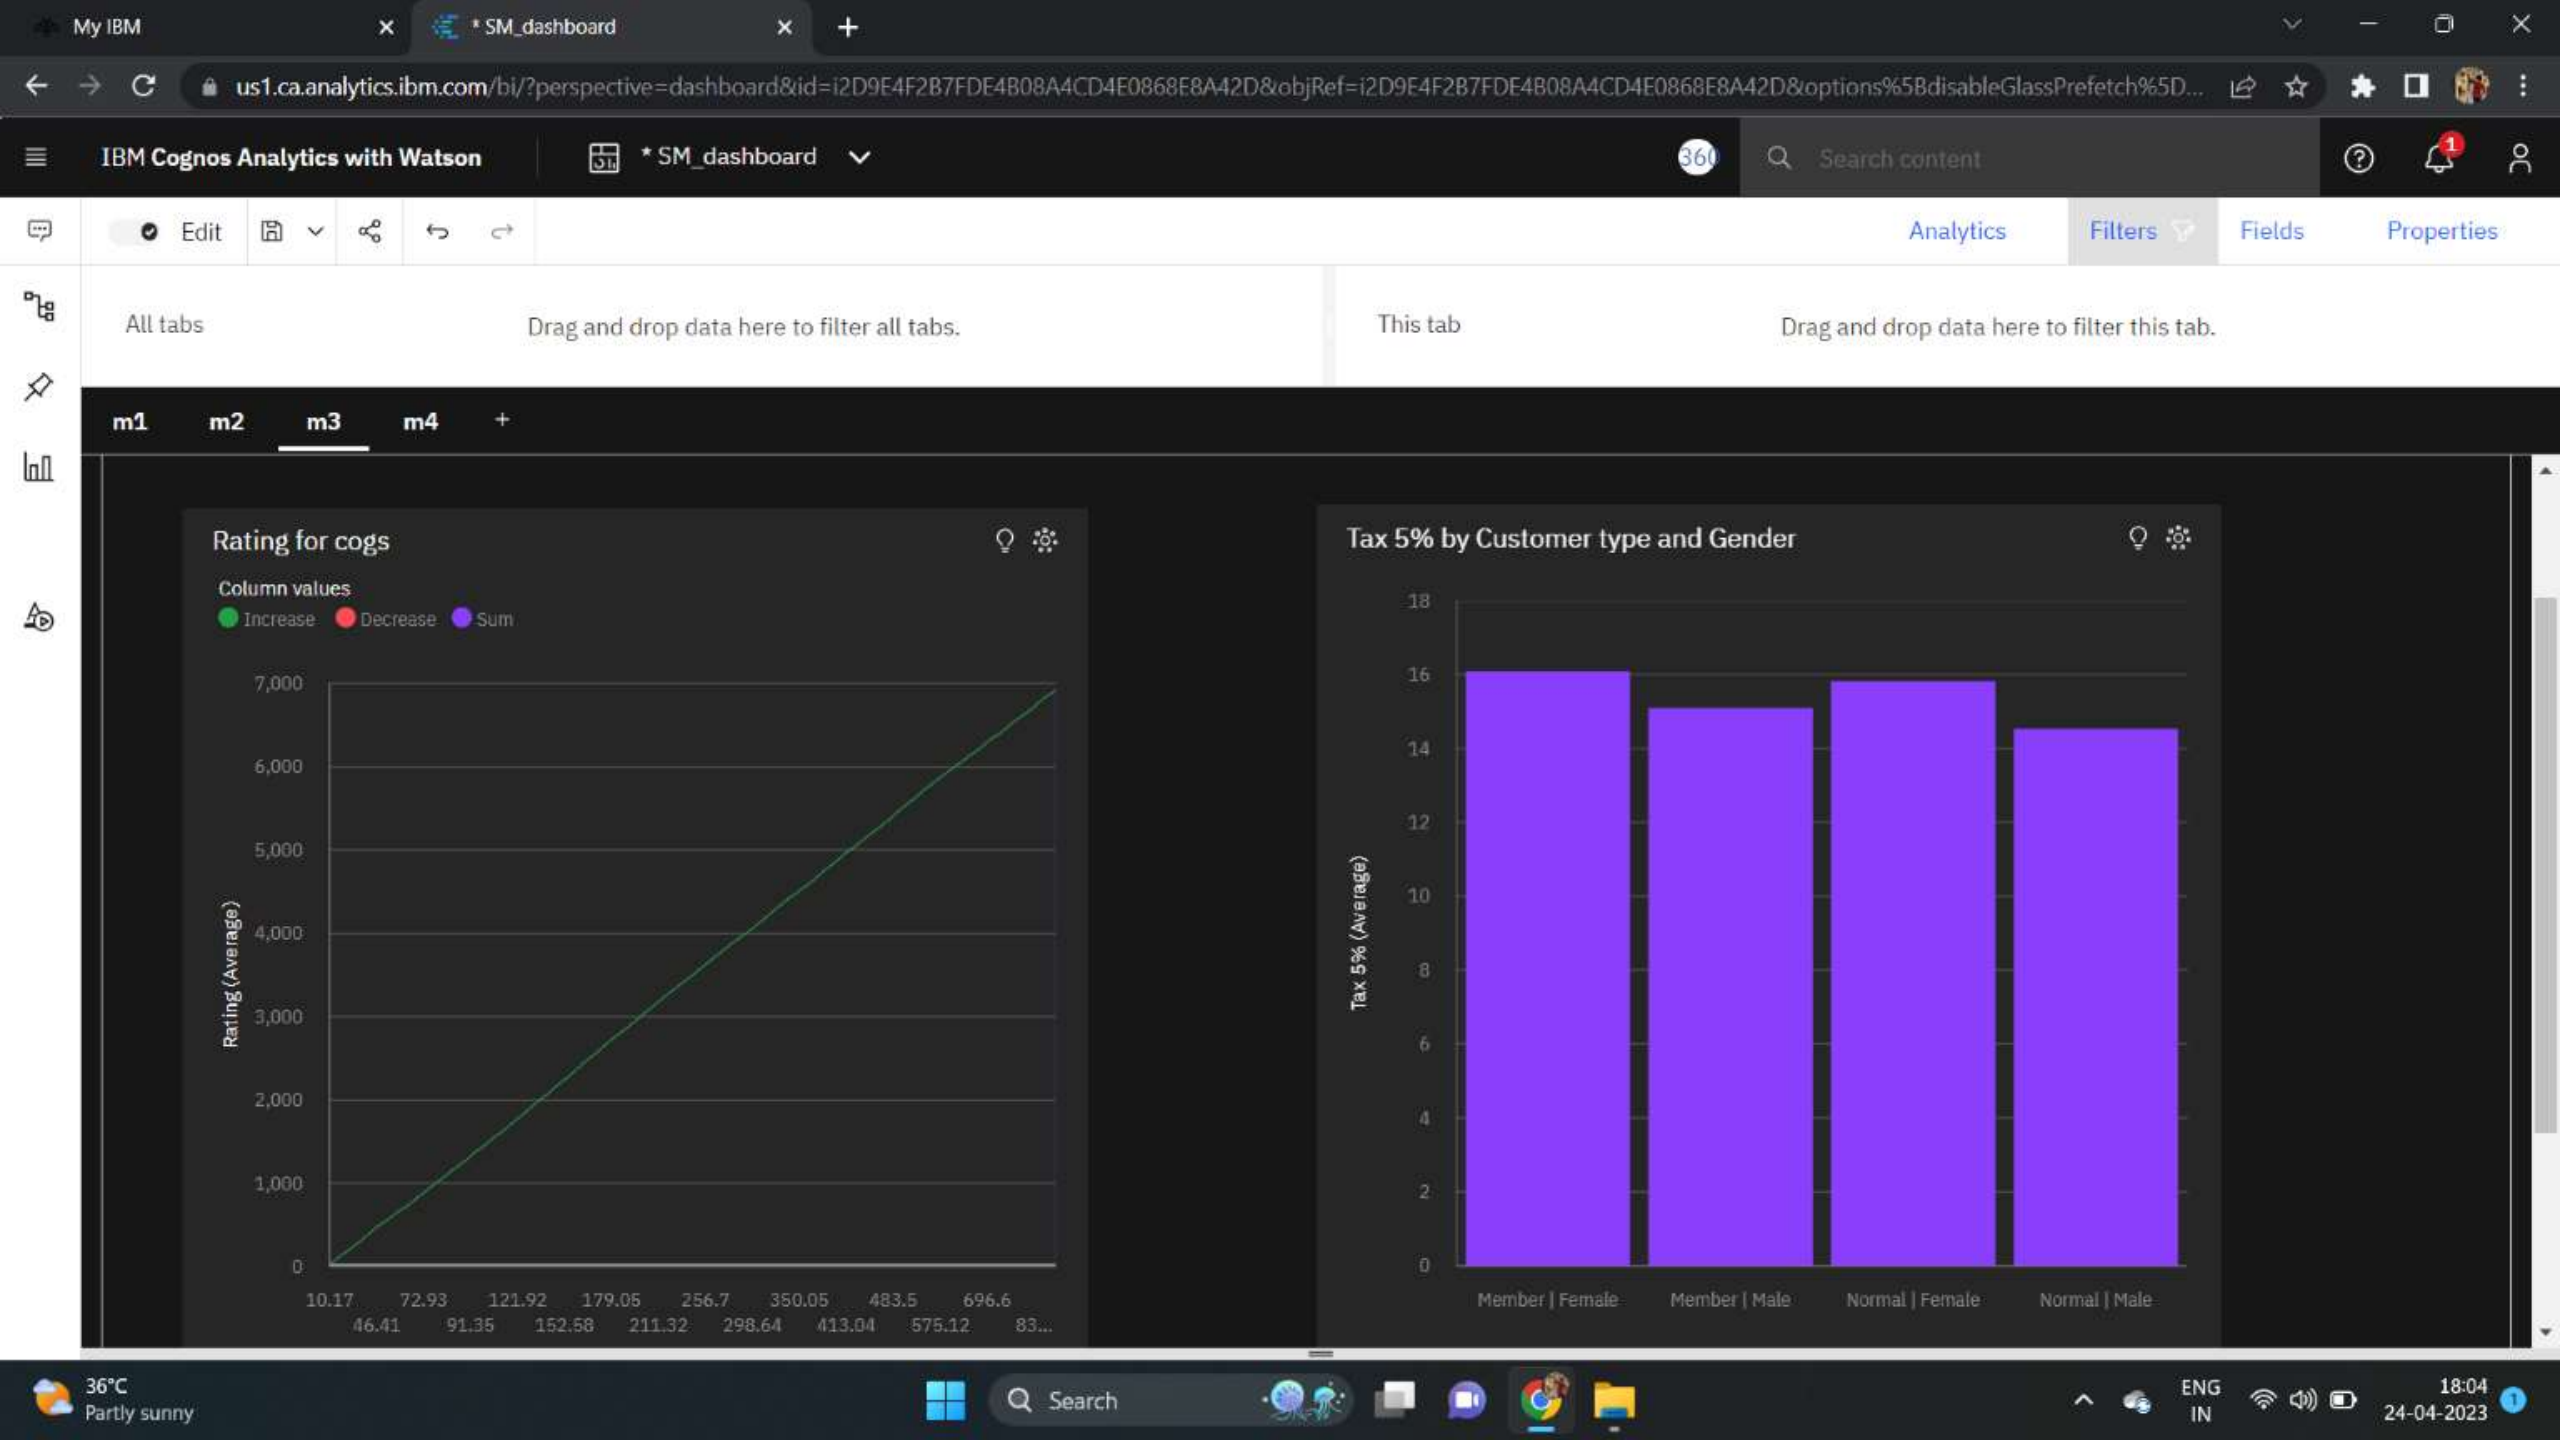 My IBM
* SM_dashboard
us1.ca.analytics.ibm.com/bi/?perspective=dashboard&id=i2D9E4F2B7FDE4B08A4CD4E0868E8A42D&objRef=i2D9E4F2B7FDE4B08A4CD4E0868E8A42D&options%5BdisableGlassPrefetch%5D...
IBM Cognos Analytics with Watson
* SM_dashboard
360
Search content
1
Edit
Analytics
Filters
Fields
Properties
All tabs
Drag and drop data here to filter all tabs.
This tab
Drag and drop data here to filter this tab.
m1 m2 m3 m4 +
Rating for cogs
Column values
Increase Decrease Sum
7,000
6,000
5,000
4,000
3,000
2,000
1,000
0
Rating (Average)
10.17 72.93 121.92 179.05 256.7 350.05 483.5 696.6
46.41 91.35 152.58 211.32 298.64 413.04 575.12 83...
Tax 5% by Customer type and Gender
18
16
14
12
10
8
6
4
2
0
Tax 5% (Average)
Member | Female Member | Male Normal | Female Normal | Male
36°C
Partly sunny
Search
ENG
IN
18:04
24-04-2023
1